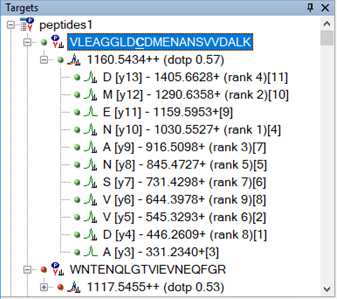 Targets
peptides1
VLEAGGLDCDMENANSVVDALK
1160.5434++ (dotp 0.57)
D [y13] - 1405.6628+ (rank 4)[11]
M [y12] - 1290.6358+ (rank 2)[10]
E [y11] - 1159.5953+[9]
N [y10] - 1030.5527+ (rank 1)[4]
A [y9] - 916.5098+ (rank 3)[7]
N [y8] - 845.4727+ (rank 5)[5]
S [y7] - 731.4298+ (rank 7)[6]
V [y6] - 644.3978+ (rank 9)[8]
V [y5] - 545.3293+ (rank 6)[2]
D [y4] - 446.2609+ (rank 8)[1]
A [y3] - 331.2340+[3]
WNTENQLGTVIEVNEQFGR
1117.5455++ (dotp 0.53)